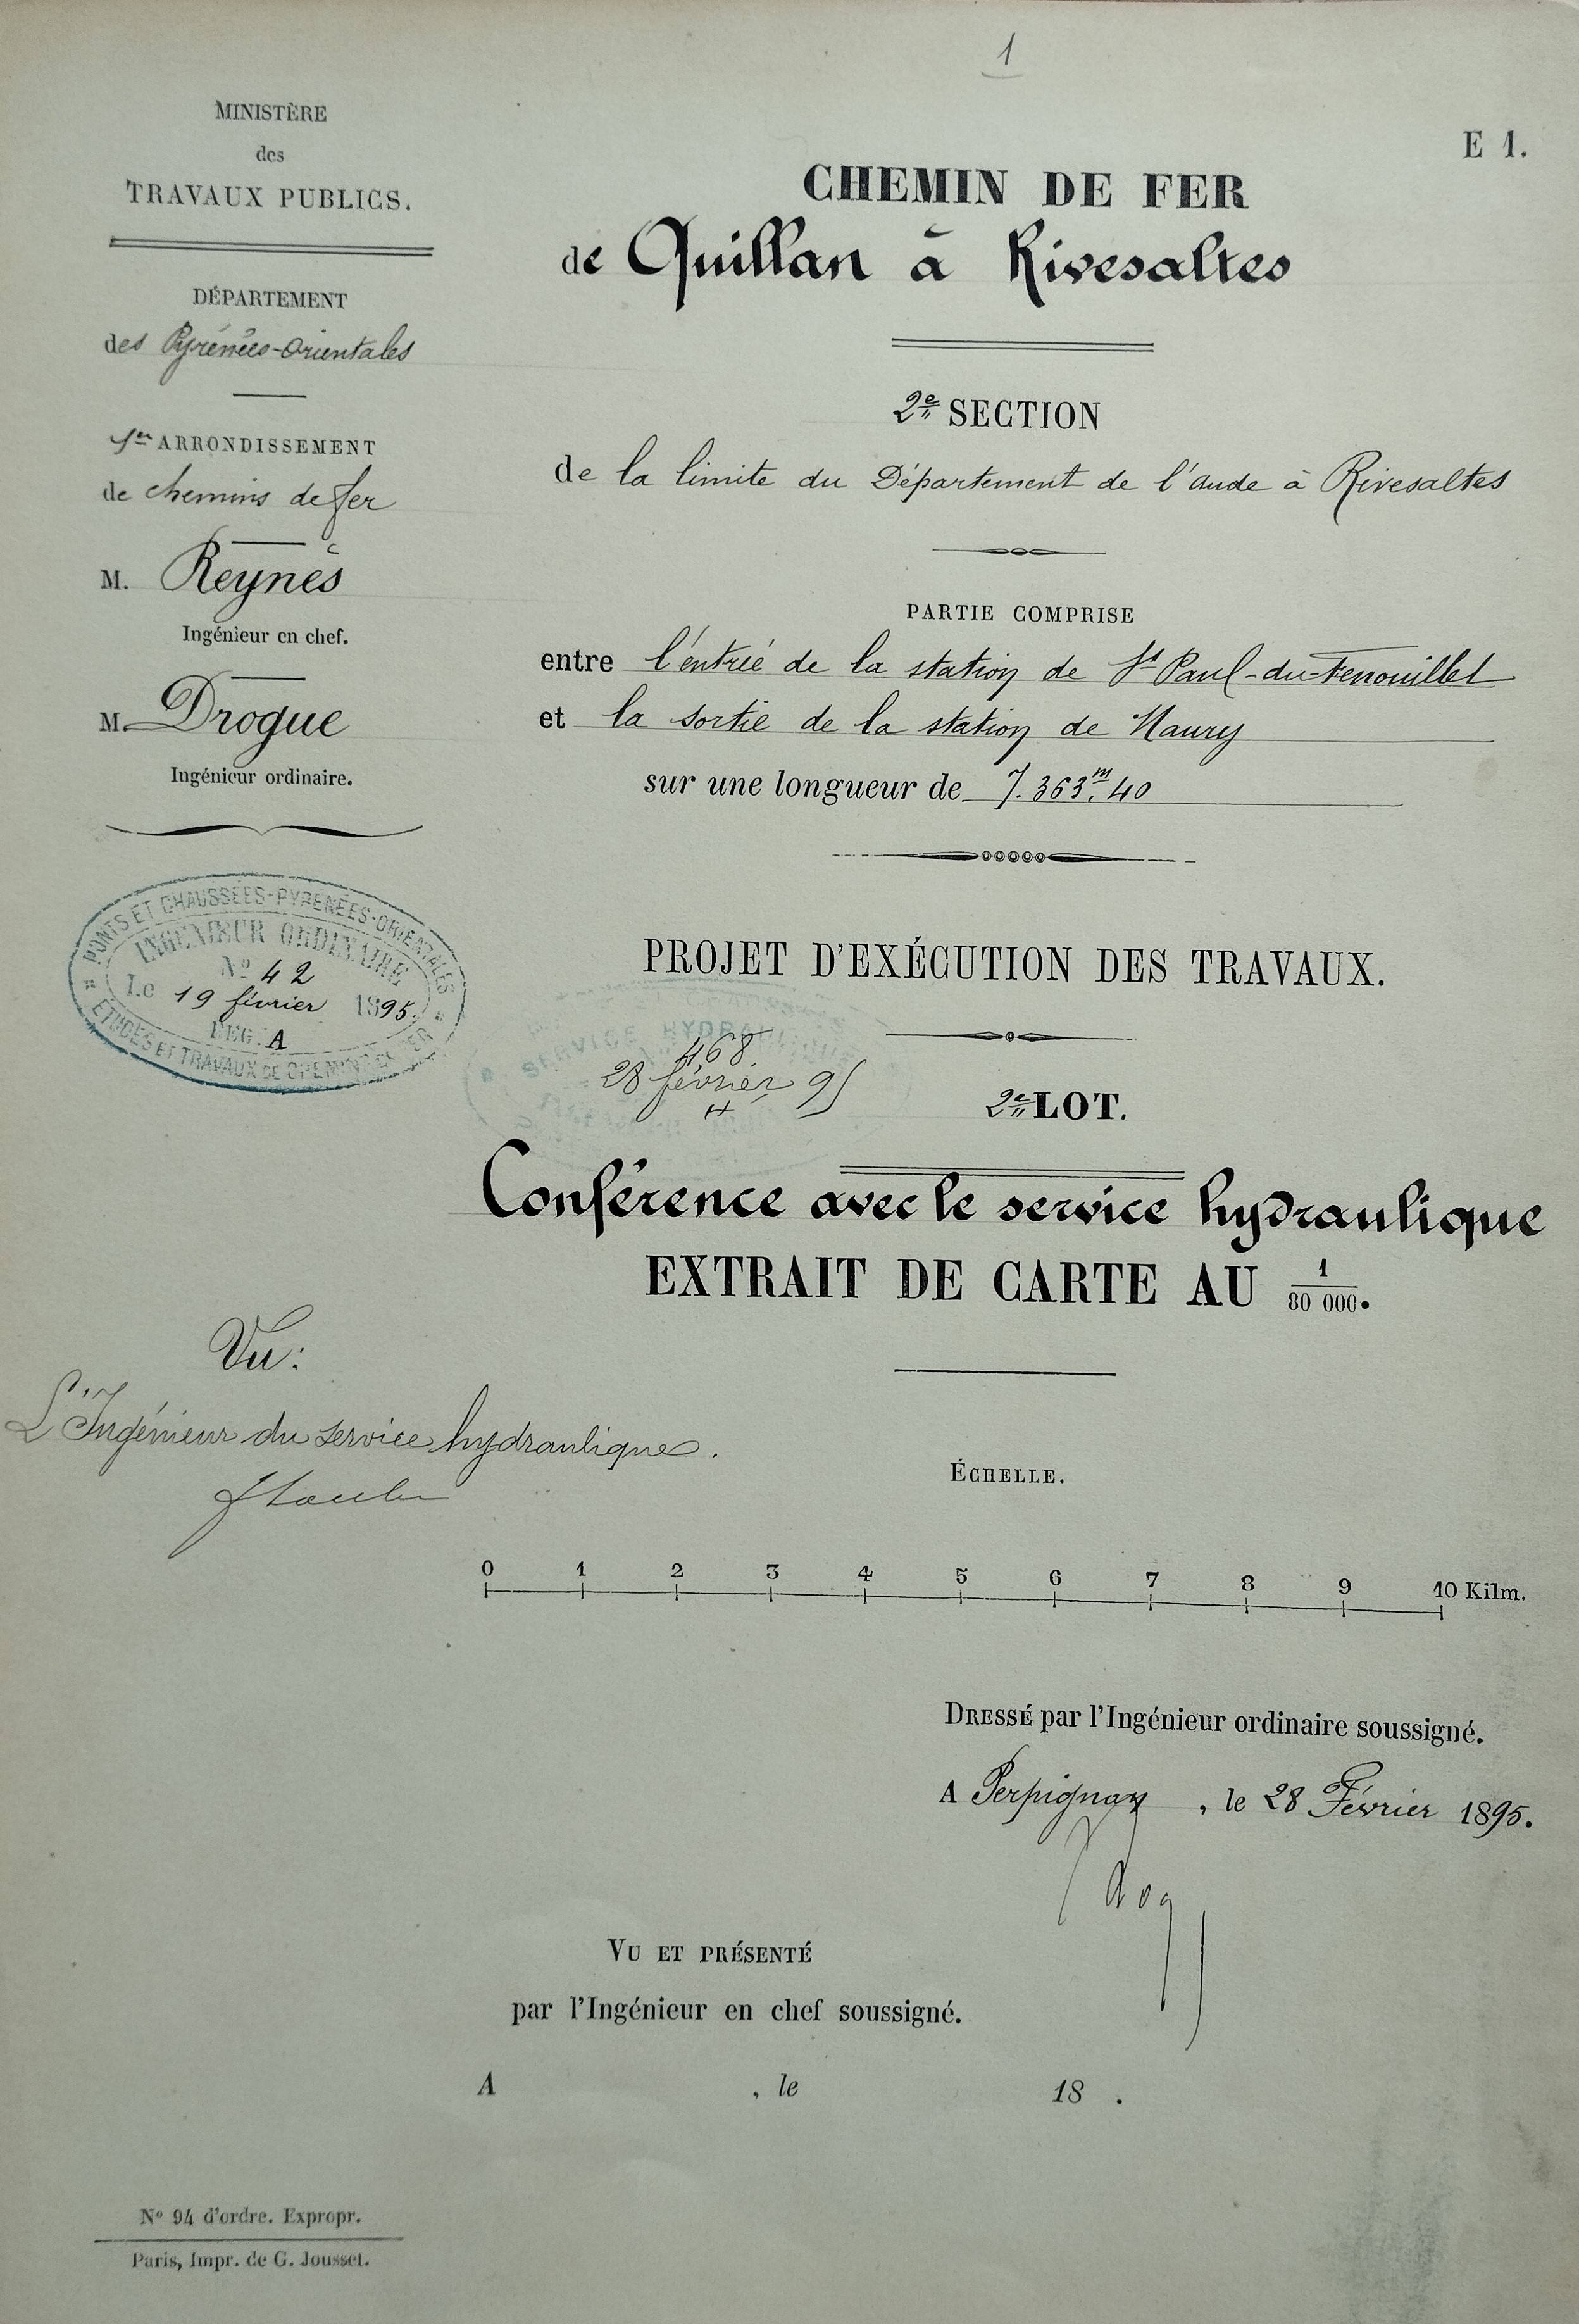 1
E 1.
MINISTÈRE
des
TRAVAUX PUBLICS.
DÉPARTEMENT
des Pyrénées-Orientales
1er ARRONDISSEMENT
de chemins de fer
M. Reynès
Ingénieur en chef.
M. Drogue
Ingénieur ordinaire.
PONTS ET CHAUSSÉES-PYRÉNÉES-ORIENTALES
INGÉNIEUR ORDINAIRE
No 42
Le 19 février 1895.
REG. A
ETUDES ET TRAVAUX DE CHEMINS DE FER
CHEMIN DE FER
de Quillan à Rivesaltes
2e SECTION
de la limite du Département de l'Aude à Rivesaltes
PARTIE COMPRISE
entre l'entrée de la station de St Paul-du-Fenouillet
et la sortie de la station de Maury
sur une longueur de 7.363m.40
PROJET D'EXÉCUTION DES TRAVAUX.
SERVICE HYDRAULIQUE
468
28 février 95
2e LOT.
Conférence avec le service hydraulique
EXTRAIT DE CARTE AU 1/80 000.
Vu:
L'Ingénieur du service hydraulique.
ÉCHELLE.
0 1 2 3 4 5 6 7 8 9 10 Kilm.
DRESSÉ par l'Ingénieur ordinaire soussigné.
A Perpignan, le 28 Février 1895.
VU ET PRÉSENTÉ
par l'Ingénieur en chef soussigné.
A , le 18 .
No 94 d'ordre. Expropr.
Paris, Impr. de G. Jousset.